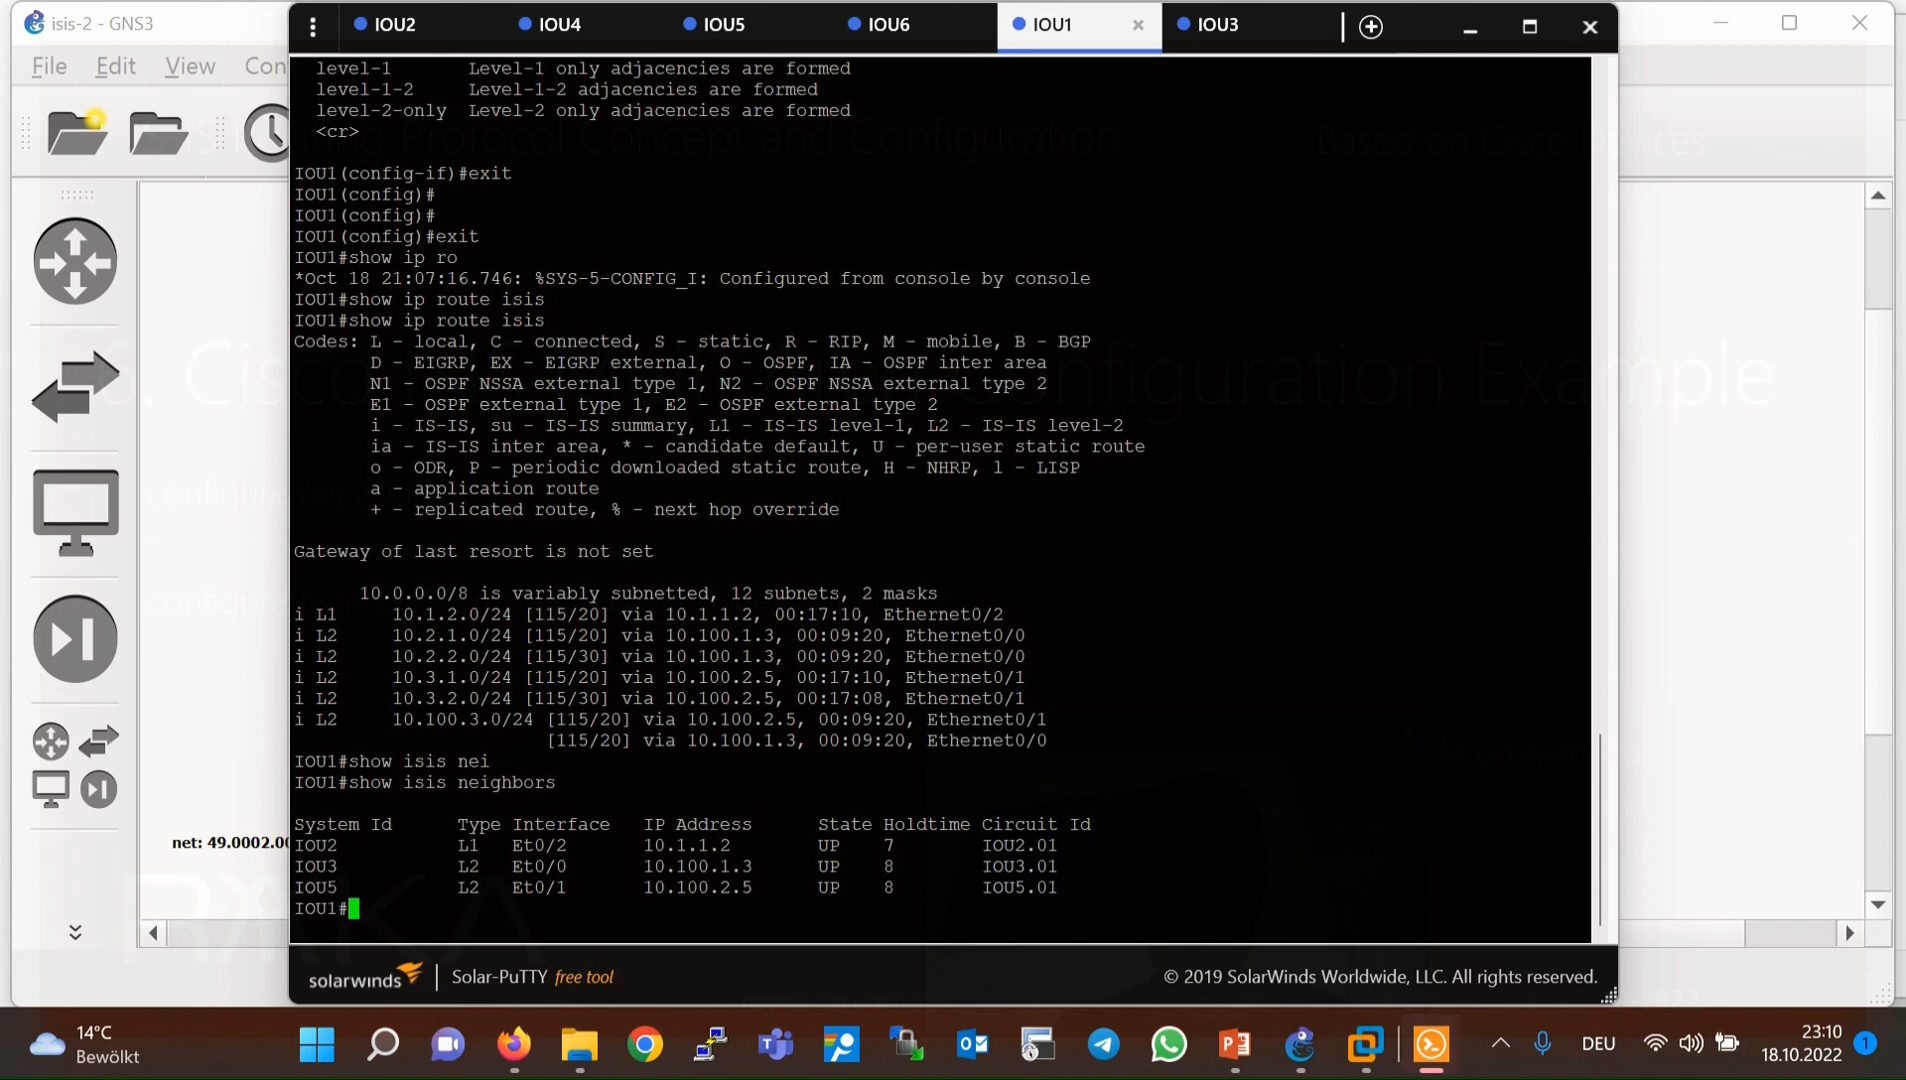 isis-2 - GNS3
IOU2
IOU4
IOU5
IOU6
IOU1
IOU3
File Edit View Con
level-1 Level-1 only adjacencies are formed
level-1-2 Level-1-2 adjacencies are formed
level-2-only Level-2 only adjacencies are formed
<cr>
Routing Protocol Concept and Configuration
Based on Cisco Devices
IOU1(config-if)#exit
IOU1(config)#
IOU1(config)#
IOU1(config)#exit
IOU1#show ip ro
*Oct 18 21:07:16.746: %SYS-5-CONFIG_I: Configured from console by console
IOU1#show ip route isis
IOU1#show ip route isis
Codes: L - local, C - connected, S - static, R - RIP, M - mobile, B - BGP
D - EIGRP, EX - EIGRP external, O - OSPF, IA - OSPF inter area
N1 - OSPF NSSA external type 1, N2 - OSPF NSSA external type 2
E1 - OSPF external type 1, E2 - OSPF external type 2
i - IS-IS, su - IS-IS summary, L1 - IS-IS level-1, L2 - IS-IS level-2
ia - IS-IS inter area, * - candidate default, U - per-user static route
o - ODR, P - periodic downloaded static route, H - NHRP, l - LISP
a - application route
+ - replicated route, % - next hop override
6. Cisco Configuration Example
Gateway of last resort is not set
10.0.0.0/8 is variably subnetted, 12 subnets, 2 masks
i L1 10.1.2.0/24 [115/20] via 10.1.1.2, 00:17:10, Ethernet0/2
i L2 10.2.1.0/24 [115/20] via 10.100.1.3, 00:09:20, Ethernet0/0
i L2 10.2.2.0/24 [115/30] via 10.100.1.3, 00:09:20, Ethernet0/0
i L2 10.3.1.0/24 [115/20] via 10.100.2.5, 00:17:10, Ethernet0/1
i L2 10.3.2.0/24 [115/30] via 10.100.2.5, 00:17:08, Ethernet0/1
i L2 10.100.3.0/24 [115/20] via 10.100.2.5, 00:09:20, Ethernet0/1
[115/20] via 10.100.1.3, 00:09:20, Ethernet0/0
IOU1#show isis nei
IOU1#show isis neighbors
System Id Type Interface IP Address State Holdtime Circuit Id
IOU2 L1 Et0/2 10.1.1.2 UP 7 IOU2.01
IOU3 L2 Et0/0 10.100.1.3 UP 8 IOU3.01
IOU5 L2 Et0/1 10.100.2.5 UP 8 IOU5.01
IOU1#
net: 49.0002.00
solarwinds
Solar-PuTTY free tool
© 2019 SolarWinds Worldwide, LLC. All rights reserved.
14°C
Bewölkt
DEU
23:10
18.10.2022
1